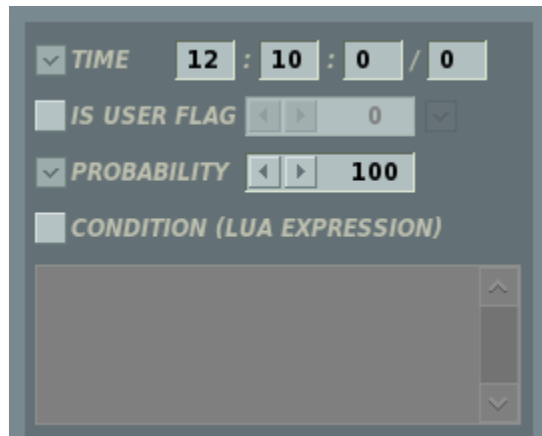 TIME 12 : 10 : 0 / 0
IS USER FLAG 0
PROBABILITY 100
CONDITION (LUA EXPRESSION)